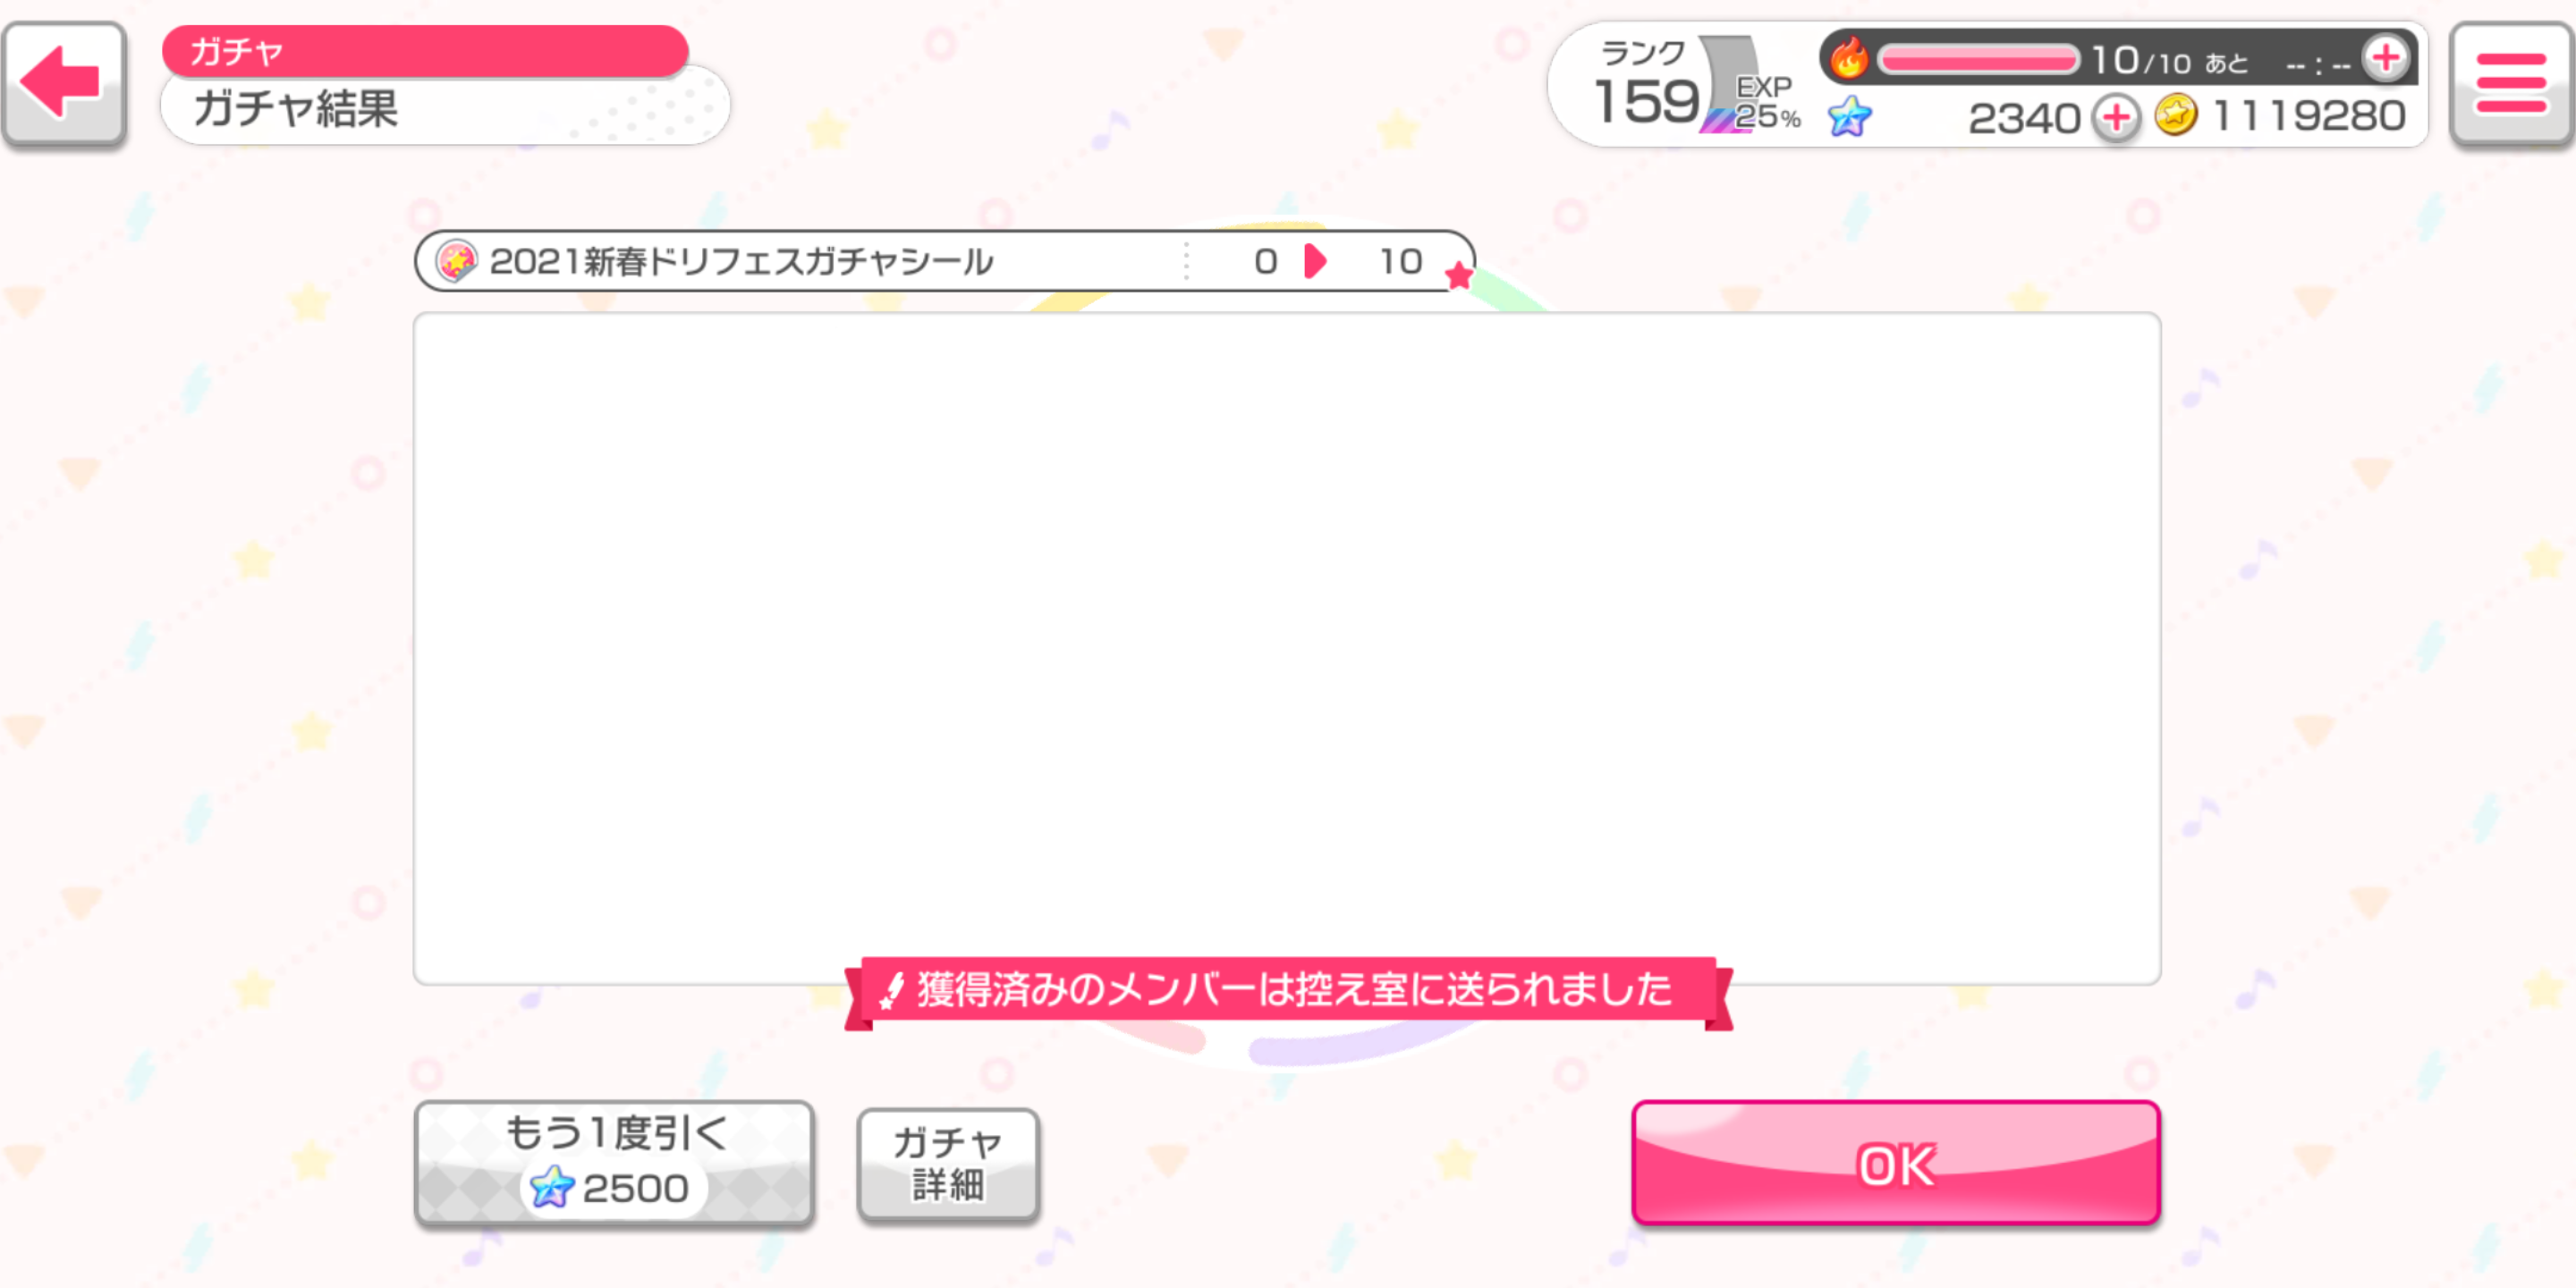 ガチャ
ガチャ結果
ランク
159
EXP
25%
10/10 あと --:--
2340
1119280
2021新春ドリフェスガチャシール 0 10
獲得済みのメンバーは控え室に送られました
もう1度引く
2500
ガチャ
詳細
OK